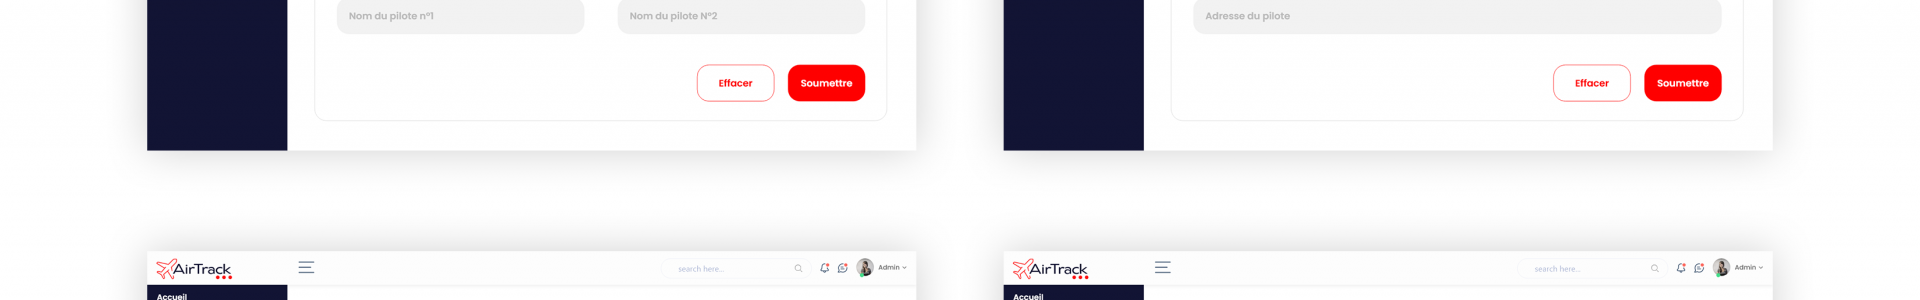 Nom du pilote n°1
Nom du pilote N°2
Effacer
Soumettre
Adresse du pilote
Effacer
Soumettre
AirTrack
search here...
Admin
Accueil
AirTrack
search here...
Admin
Accueil